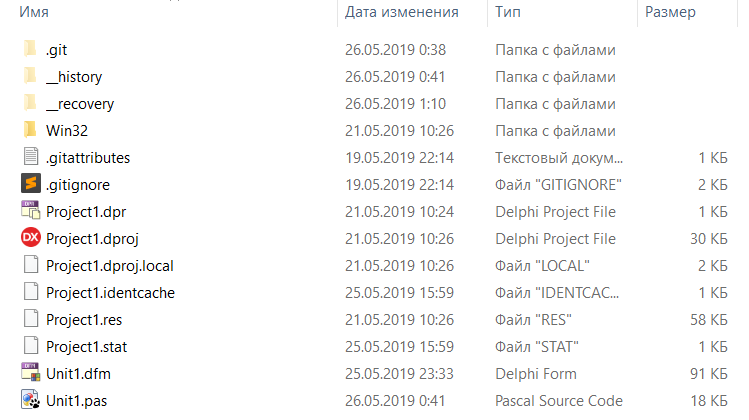 Имя Дата изменения Тип Размер
.git 26.05.2019 0:38 Папка с файлами
__history 26.05.2019 0:41 Папка с файлами
__recovery 26.05.2019 1:10 Папка с файлами
Win32 21.05.2019 10:26 Папка с файлами
.gitattributes 19.05.2019 22:14 Текстовый докум... 1 КБ
.gitignore 19.05.2019 22:14 Файл "GITIGNORE" 2 КБ
Project1.dpr 21.05.2019 10:24 Delphi Project File 1 КБ
Project1.dproj 21.05.2019 10:26 Delphi Project File 30 КБ
Project1.dproj.local 21.05.2019 10:26 Файл "LOCAL" 2 КБ
Project1.identcache 25.05.2019 15:59 Файл "IDENTCAC... 1 КБ
Project1.res 21.05.2019 10:26 Файл "RES" 58 КБ
Project1.stat 25.05.2019 15:59 Файл "STAT" 1 КБ
Unit1.dfm 25.05.2019 23:33 Delphi Form 91 КБ
Unit1.pas 26.05.2019 0:41 Pascal Source Code 18 КБ